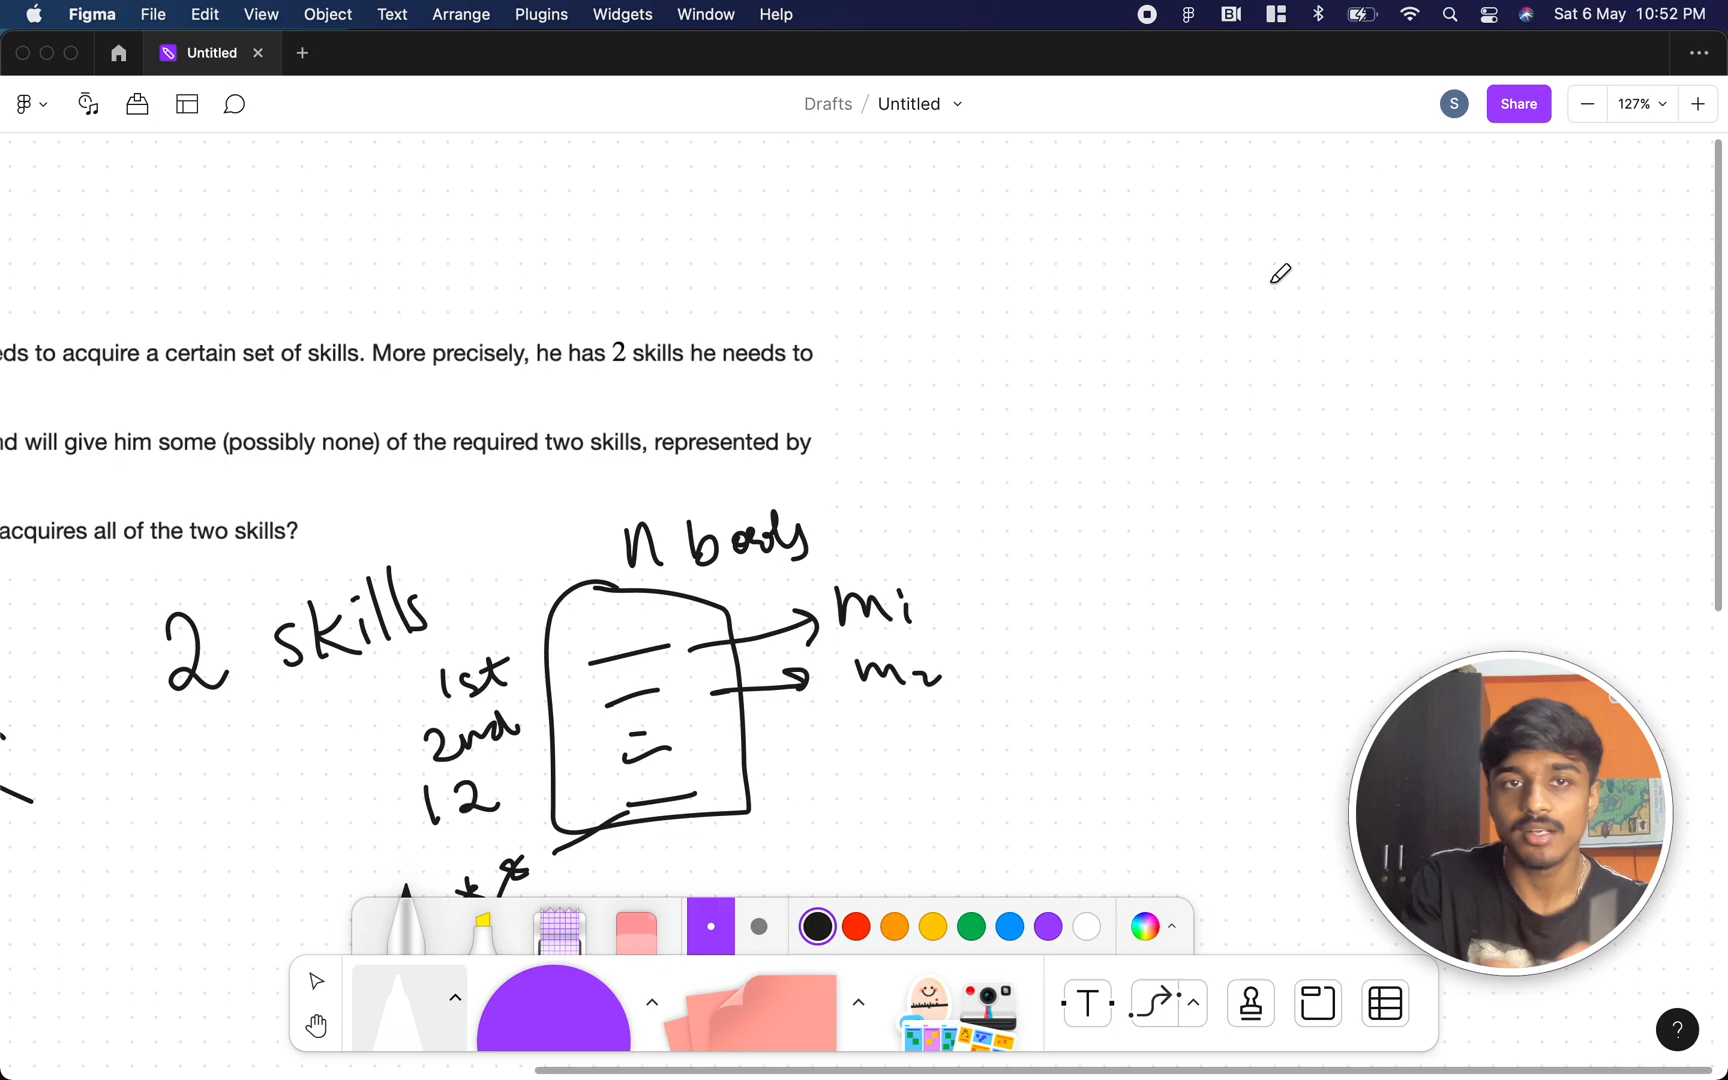 Figma File Edit View Object Text Arrange Plugins Widgets Window Help Sat 6 May 10:52 PM
Untitled
Drafts / Untitled S Share 127%
eds to acquire a certain set of skills. More precisely, he has 2 skills he needs to
nd will give him some (possibly none) of the required two skills, represented by
acquires all of the two skills?
n books
2 skills
m1
1st
m2
2nd
12
T
?